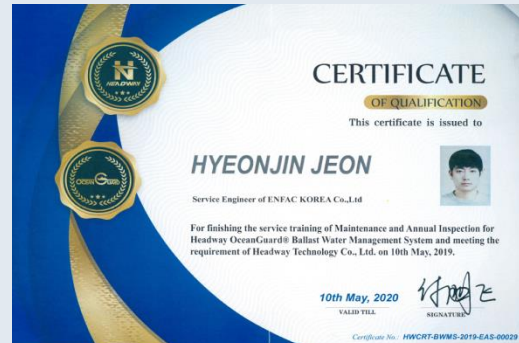 CERTIFICATE
OF QUALIFICATION
This certificate is issued to
HEADWAY
OCEAN GUARD
HYEONJIN JEON
Service Engineer of ENFAC KOREA Co.,Ltd
For finishing the service training of Maintenance and Annual Inspection for
Headway OceanGuard® Ballast Water Management System and meeting the
requirement of Headway Technology Co., Ltd. on 10th May, 2019.
10th May, 2020
VALID TILL
SIGNATURE
Certificate No.: HWCRT-BWMS-2019-EAS-00029